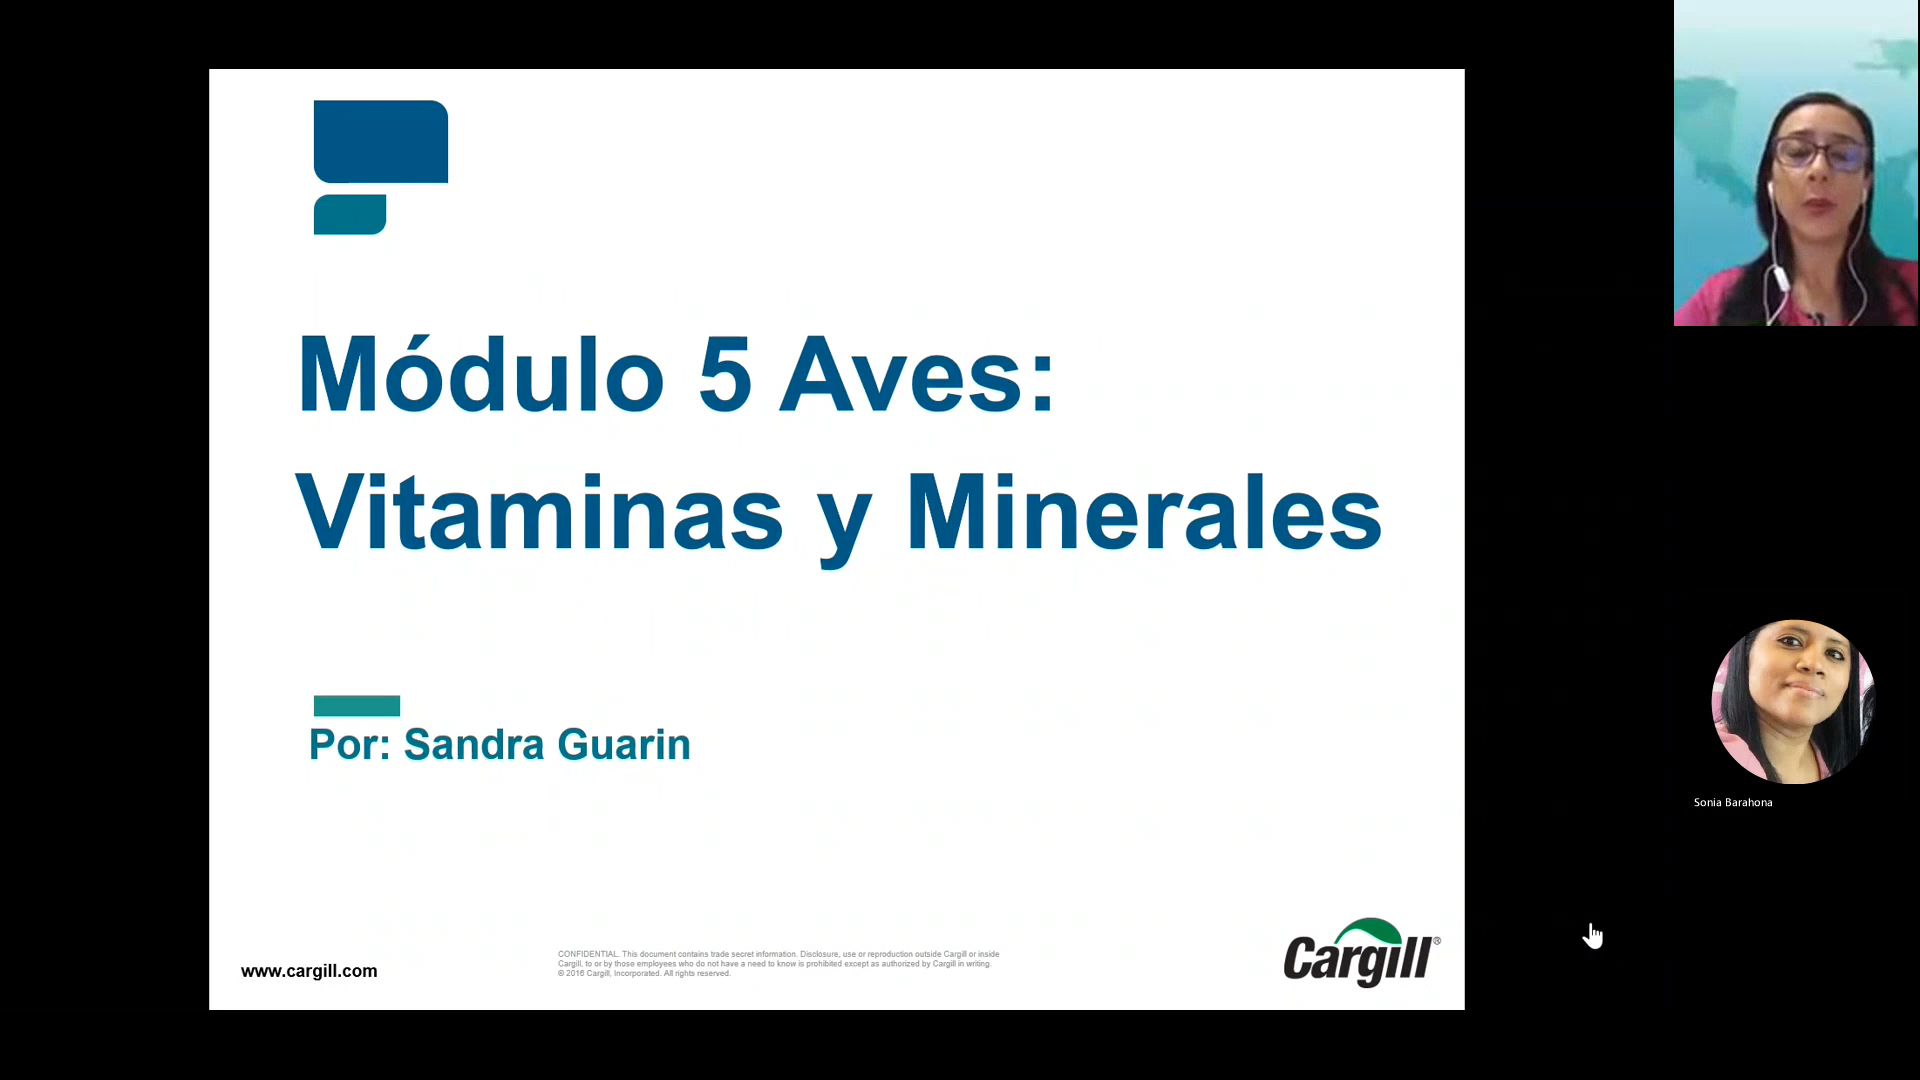 Módulo 5 Aves:
Vitaminas y Minerales
Por: Sandra Guarin
www.cargill.com
CONFIDENTIAL. This document contains trade secret information. Disclosure, use or reproduction outside Cargill or inside
Cargill, to or by those employees who do not have a need to know is prohibited except as authorized by Cargill in writing.
© 2016 Cargill, Incorporated. All rights reserved.
Cargill®
Sonia Barahona